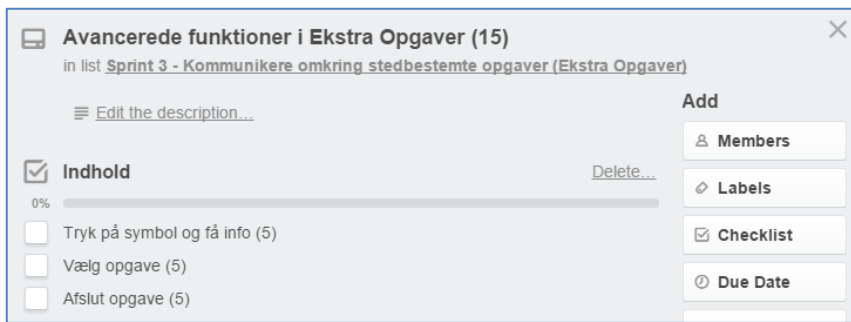 Avancerede funktioner i Ekstra Opgaver (15)
in list Sprint 3 - Kommunikere omkring stedbestemte opgaver (Ekstra Opgaver)
Edit the description...
Indhold
Delete...
0%
Tryk på symbol og få info (5)
Vælg opgave (5)
Afslut opgave (5)
Add
Members
Labels
Checklist
Due Date